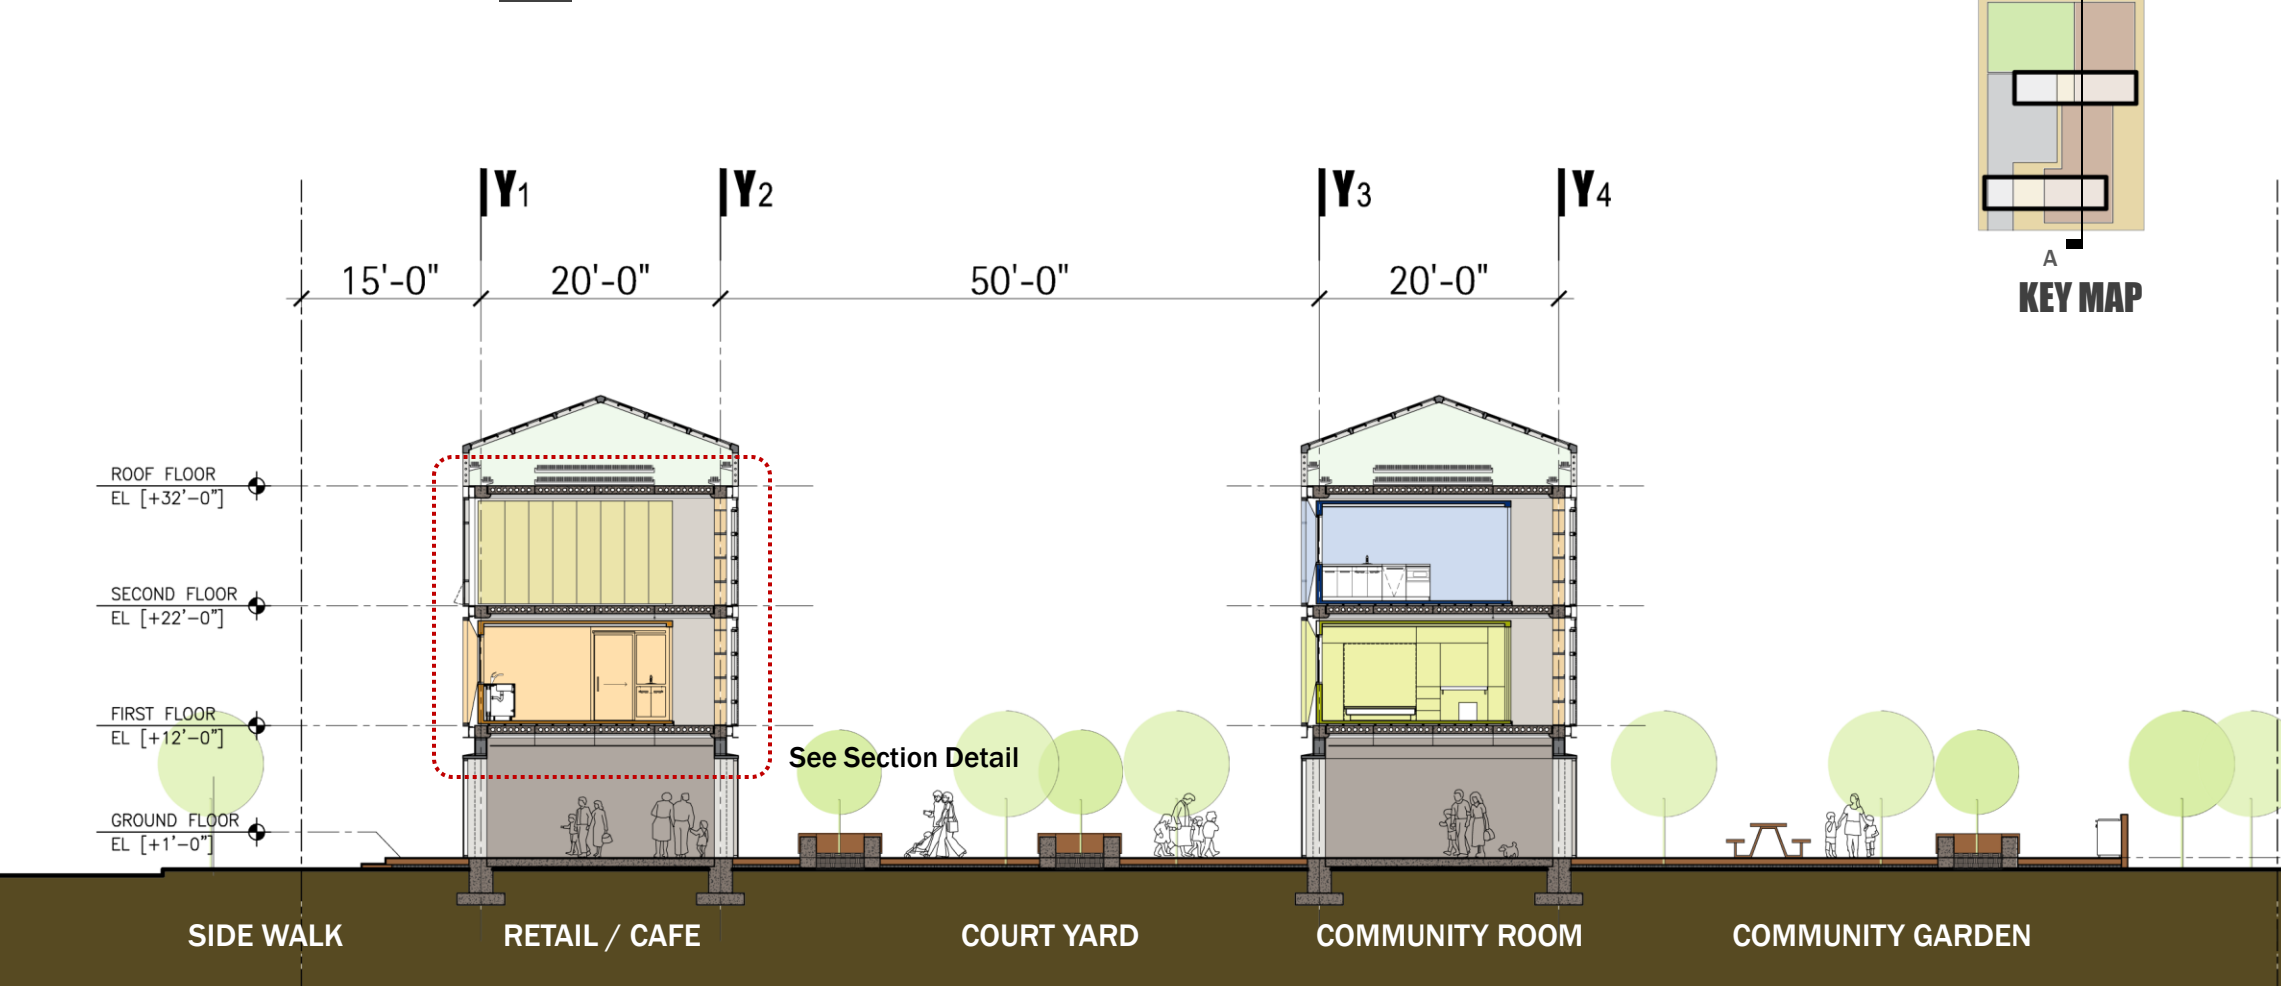 A
KEY MAP
Y1
Y2
Y3
Y4
15'-0"
20'-0"
50'-0"
20'-0"
ROOF FLOOR
EL [+32'-0"]
SECOND FLOOR
EL [+22'-0"]
FIRST FLOOR
EL [+12'-0"]
See Section Detail
GROUND FLOOR
EL [+1'-0"]
SIDE WALK
RETAIL / CAFE
COURT YARD
COMMUNITY ROOM
COMMUNITY GARDEN